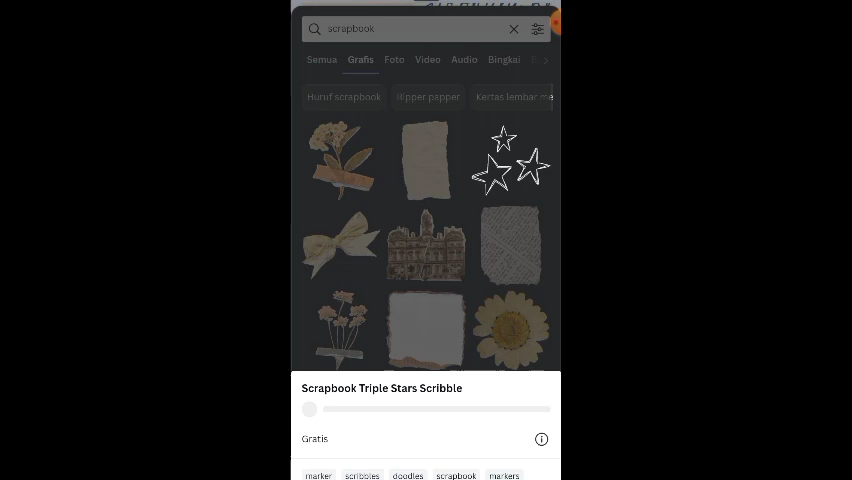 scrapbook
Semua Grafis Foto Video Audio Bingkai
Huruf scrapbook Ripper papper Kertas lembar me
Scrapbook Triple Stars Scribble
Gratis
marker scribbles doodles scrapbook markers